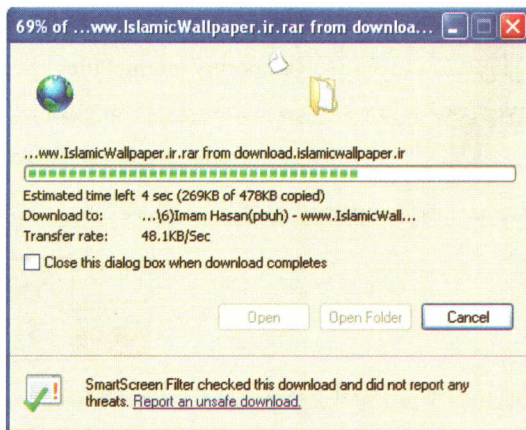 69% of ...ww.IslamicWallpaper.ir.rar from downloa...
...ww.IslamicWallpaper.ir.rar from download.islamicwallpaper.ir
Estimated time left 4 sec (269KB of 478KB copied)
Download to: ...\6)Imam Hasan(pbuh) - www.IslamicWall...
Transfer rate: 48.1KB/Sec
Close this dialog box when download completes
Open Open Folder Cancel
SmartScreen Filter checked this download and did not report any
threats. Report an unsafe download.